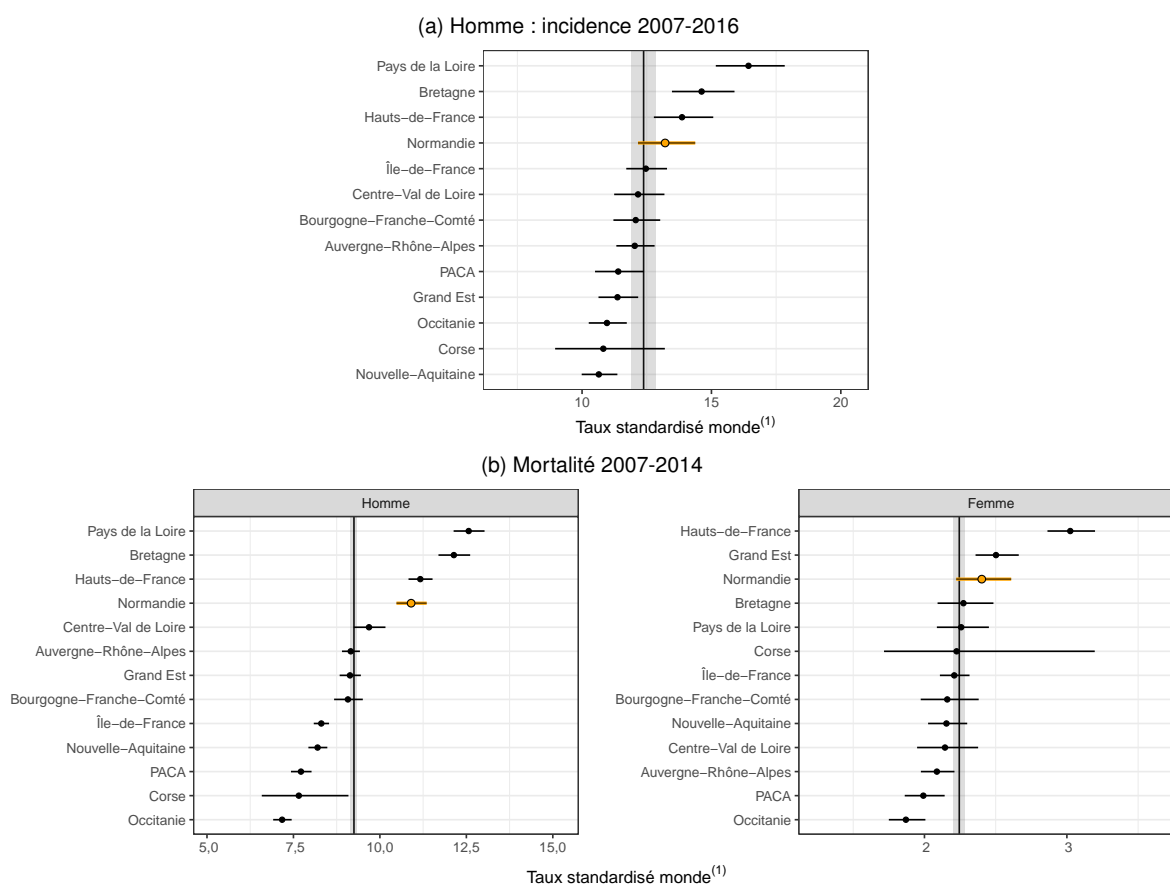 (a) Homme : incidence 2007-2016
Pays de la Loire
Bretagne
Hauts−de−France
Normandie
Île−de−France
Centre−Val de Loire
Bourgogne−Franche−Comté
Auvergne−Rhône−Alpes
PACA
Grand Est
Occitanie
Corse
Nouvelle−Aquitaine
10 15 20
Taux standardisé monde(1)
(b) Mortalité 2007-2014
Homme
Pays de la Loire
Bretagne
Hauts−de−France
Normandie
Centre−Val de Loire
Auvergne−Rhône−Alpes
Grand Est
Bourgogne−Franche−Comté
Île−de−France
Nouvelle−Aquitaine
PACA
Corse
Occitanie
5,0 7,5 10,0 12,5 15,0
Femme
Hauts−de−France
Grand Est
Normandie
Bretagne
Pays de la Loire
Corse
Île−de−France
Bourgogne−Franche−Comté
Nouvelle−Aquitaine
Centre−Val de Loire
Auvergne−Rhône−Alpes
PACA
Occitanie
2 3
Taux standardisé monde(1)